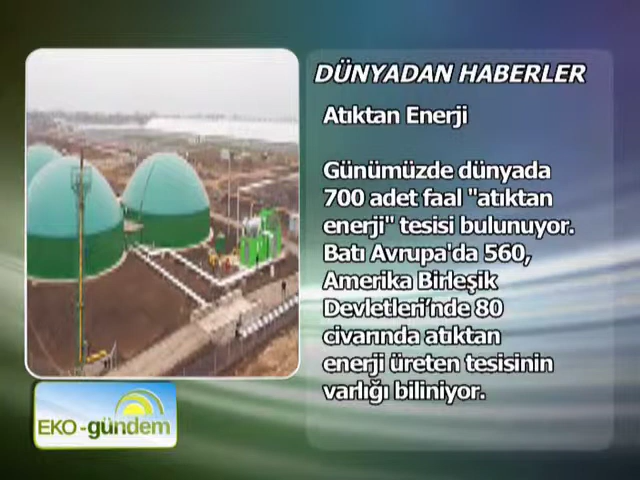 DÜNYADAN HABERLER
Atıktan Enerji
Günümüzde dünyada
700 adet faal "atıktan
enerji" tesisi bulunuyor.
Batı Avrupa'da 560,
Amerika Birleşik
Devletleri’nde 80
civarında atıktan
enerji üreten tesisinin
varlığı biliniyor.
EKO-gündem